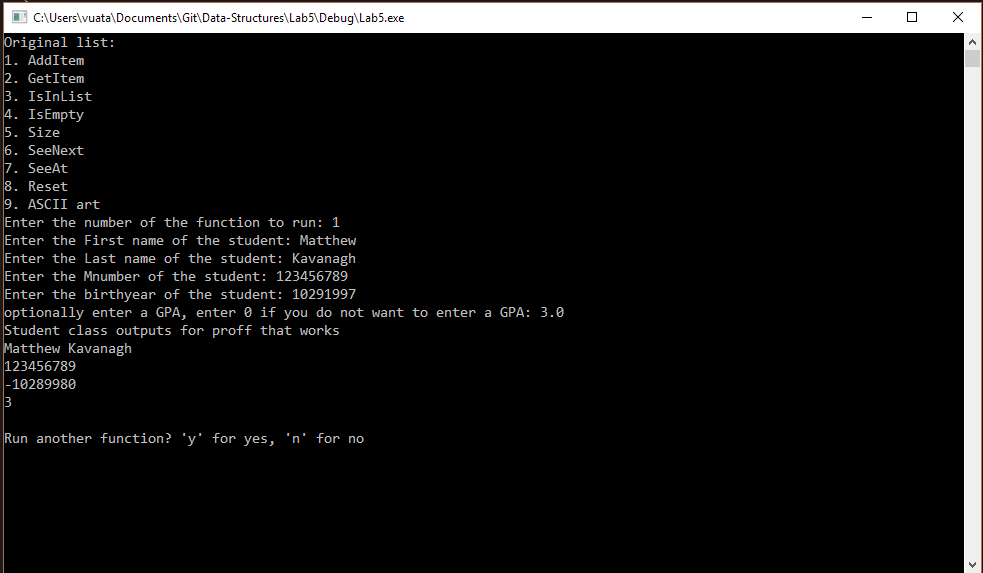 C:\Users\vuata\Documents\Git\Data-Structures\Lab5\Debug\Lab5.exe
Original list:
1. AddItem
2. GetItem
3. IsInList
4. IsEmpty
5. Size
6. SeeNext
7. SeeAt
8. Reset
9. ASCII art
Enter the number of the function to run: 1
Enter the First name of the student: Matthew
Enter the Last name of the student: Kavanagh
Enter the Mnumber of the student: 123456789
Enter the birthyear of the student: 10291997
optionally enter a GPA, enter 0 if you do not want to enter a GPA: 3.0
Student class outputs for proff that works
Matthew Kavanagh
123456789
-10289980
3
Run another function? 'y' for yes, 'n' for no